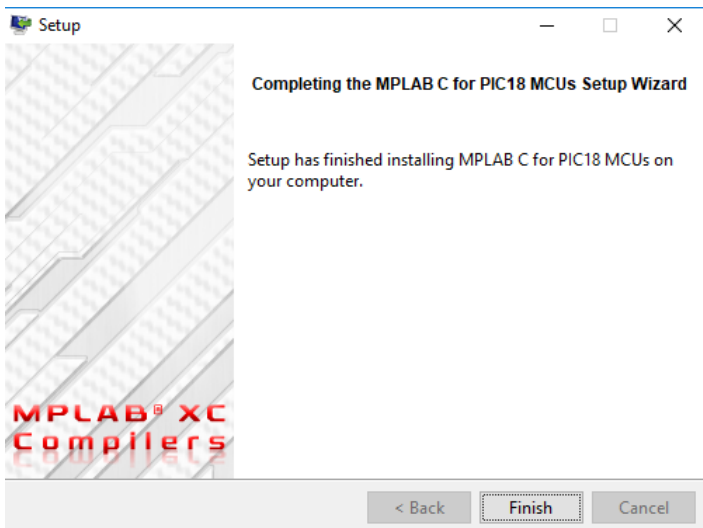 Setup
Completing the MPLAB C for PIC18 MCUs Setup Wizard
Setup has finished installing MPLAB C for PIC18 MCUs on
your computer.
MPLAB® XC
Compilers
< Back
Finish
Cancel